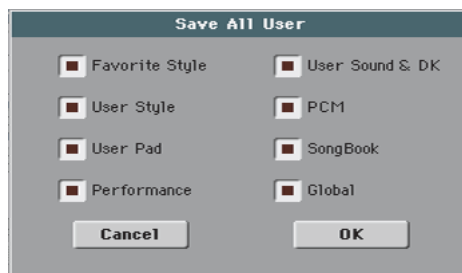 Save All User
Favorite Style
User Sound & DK
User Style
PCM
User Pad
SongBook
Performance
Global
Cancel
OK